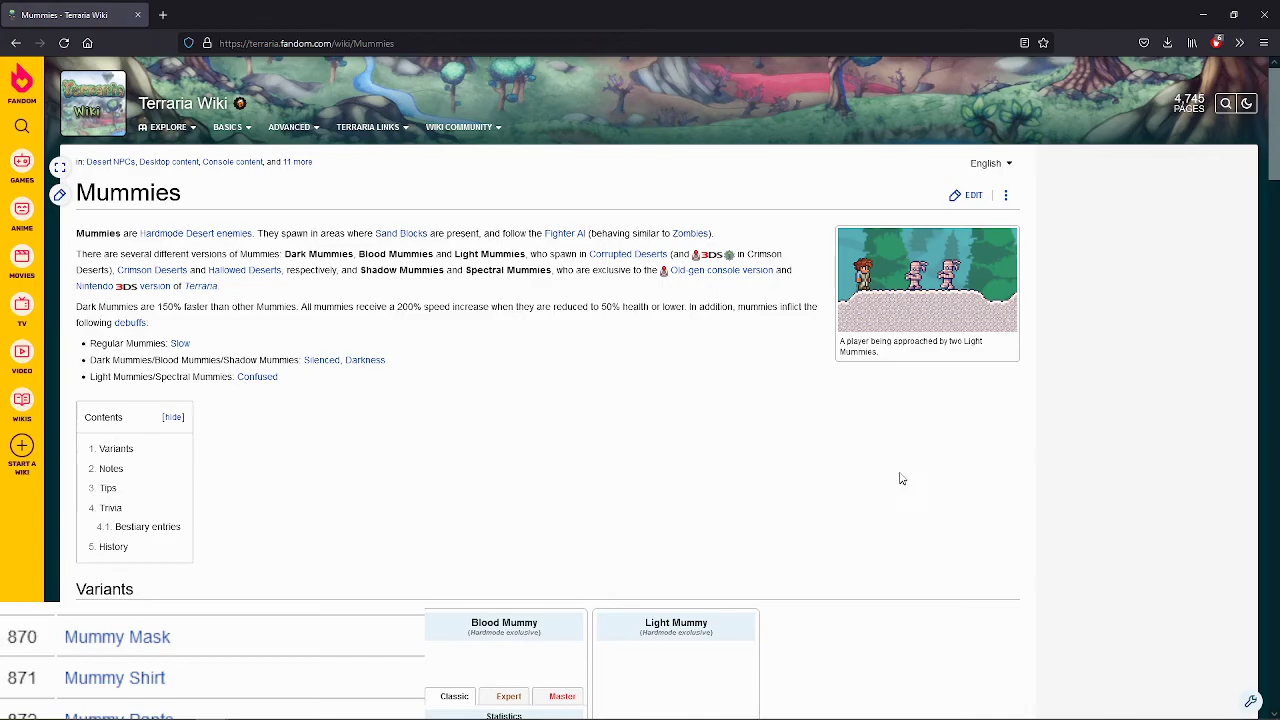 Mummies - Terraria Wiki
https://terraria.fandom.com/wiki/Mummies
6
FANDOM
GAMES
ANIME
MOVIES
TV
VIDEO
WIKIS
START A
WIKI
Terraria
Wiki
Terraria Wiki
4,745
PAGES
EXPLORE BASICS ADVANCED TERRARIA LINKS WIKI COMMUNITY
in: Desert NPCs, Desktop content, Console content, and 11 more
English
Mummies
EDIT
Mummies are Hardmode Desert enemies. They spawn in areas where Sand Blocks are present, and follow the Fighter AI (behaving similar to Zombies).
There are several different versions of Mummies: Dark Mummies, Blood Mummies and Light Mummies, who spawn in Corrupted Deserts (and 3DS in Crimson
Deserts), Crimson Deserts and Hallowed Deserts, respectively, and Shadow Mummies and Spectral Mummies, who are exclusive to the Old-gen console version and
Nintendo 3DS version of Terraria.
Dark Mummies are 150% faster than other Mummies. All mummies receive a 200% speed increase when they are reduced to 50% health or lower. In addition, mummies inflict the
following debuffs:
• Regular Mummies: Slow
• Dark Mummies/Blood Mummies/Shadow Mummies: Silenced, Darkness
• Light Mummies/Spectral Mummies: Confused
A player being approached by two Light
Mummies.
Contents [hide]
1. Variants
2. Notes
3. Tips
4. Trivia
4.1. Bestiary entries
5. History
Variants
870 Mummy Mask
871 Mummy Shirt
872 Mummy Pants
Blood Mummy
(Hardmode exclusive)
Classic Expert Master
Statistics
Light Mummy
(Hardmode exclusive)